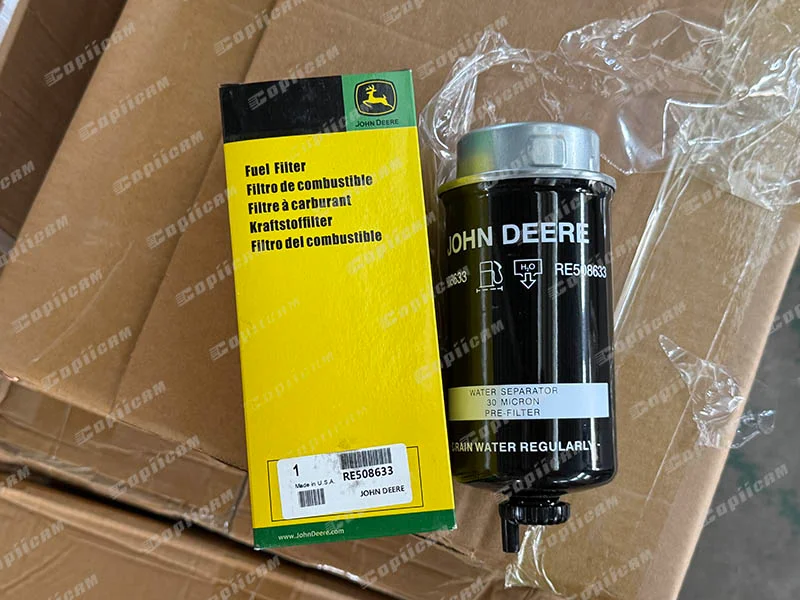 JOHN DEERE
Fuel Filter
Filtro de combustible
Filtre à carburant
Kraftstoffilter
Filtro del combustible
1
RE508633
Made in U.S.A.
JOHN DEERE
www.JohnDeere.com
JOHN DEERE
H₂O
RE508633
WATER SEPARATOR
30 MICRON
PRE-FILTER
DRAIN WATER REGULARLY
Copiicam